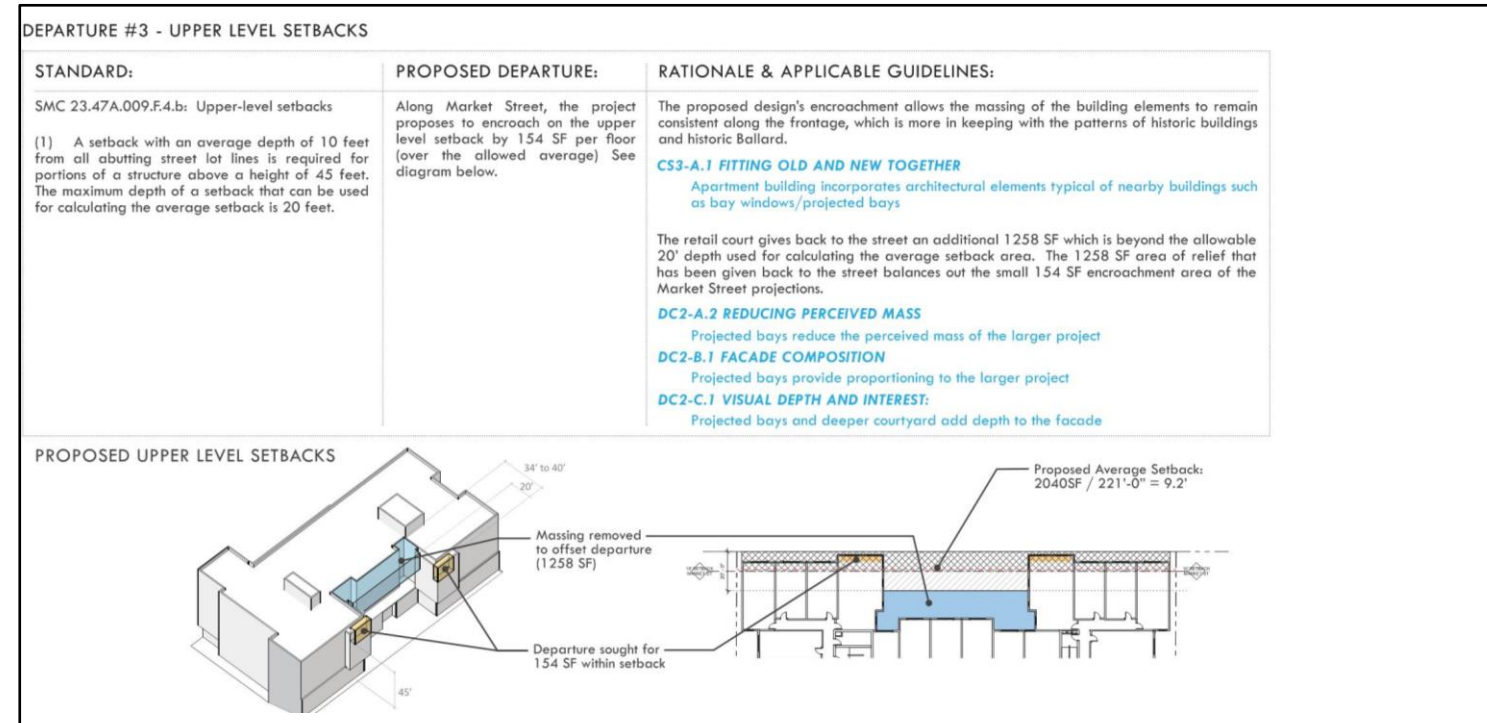 DEPARTURE #3 - UPPER LEVEL SETBACKS
STANDARD:
SMC 23.47A.009.F.4.b: Upper-level setbacks
(1) A setback with an average depth of 10 feet
from all abutting street lot lines is required for
portions of a structure above a height of 45 feet.
The maximum depth of a setback that can be used
for calculating the average setback is 20 feet.
PROPOSED DEPARTURE:
Along Market Street, the project
proposes to encroach on the upper
level setback by 154 SF per floor
(over the allowed average) See
diagram below.
RATIONALE & APPLICABLE GUIDELINES:
The proposed design's encroachment allows the massing of the building elements to remain
consistent along the frontage, which is more in keeping with the patterns of historic buildings
and historic Ballard.
CS3-A.1 FITTING OLD AND NEW TOGETHER
Apartment building incorporates architectural elements typical of nearby buildings such
as bay windows/projected bays
The retail court gives back to the street an additional 1258 SF which is beyond the allowable
20' depth used for calculating the average setback area. The 1258 SF area of relief that
has been given back to the street balances out the small 154 SF encroachment area of the
Market Street projections.
DC2-A.2 REDUCING PERCEIVED MASS
Projected bays reduce the perceived mass of the larger project
DC2-B.1 FACADE COMPOSITION
Projected bays provide proportioning to the larger project
DC2-C.1 VISUAL DEPTH AND INTEREST:
Projected bays and deeper courtyard add depth to the facade
PROPOSED UPPER LEVEL SETBACKS
34' to 40'
20'
Massing removed
to offset departure
(1258 SF)
Departure sought for
154 SF within setback
45'
Proposed Average Setback:
2040SF / 221'-0" = 9.2'